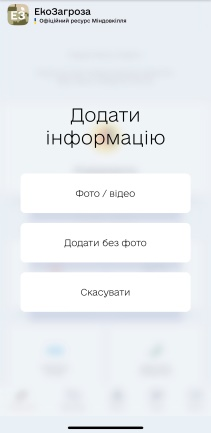 ЕкоЗагроза
Офіційний ресурс Міндовкілля
Додати
інформацію
Фото / відео
Додати без фото
Скасувати